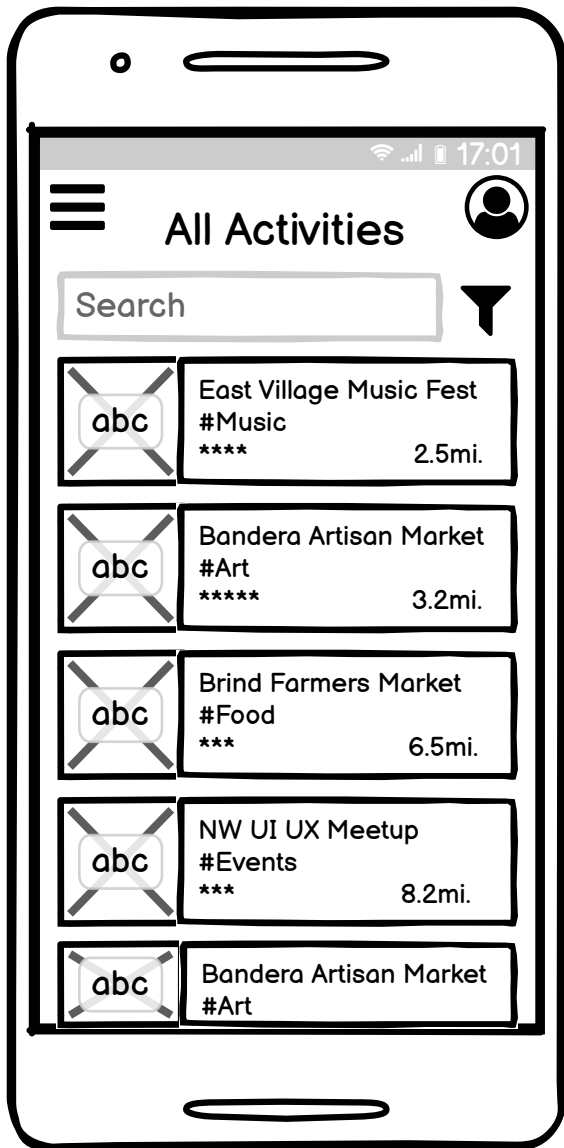 17:01
All Activities
Search
abc
East Village Music Fest
#Music
**** 2.5mi.
abc
Bandera Artisan Market
#Art
***** 3.2mi.
abc
Brind Farmers Market
#Food
*** 6.5mi.
abc
NW UI UX Meetup
#Events
*** 8.2mi.
abc
Bandera Artisan Market
#Art